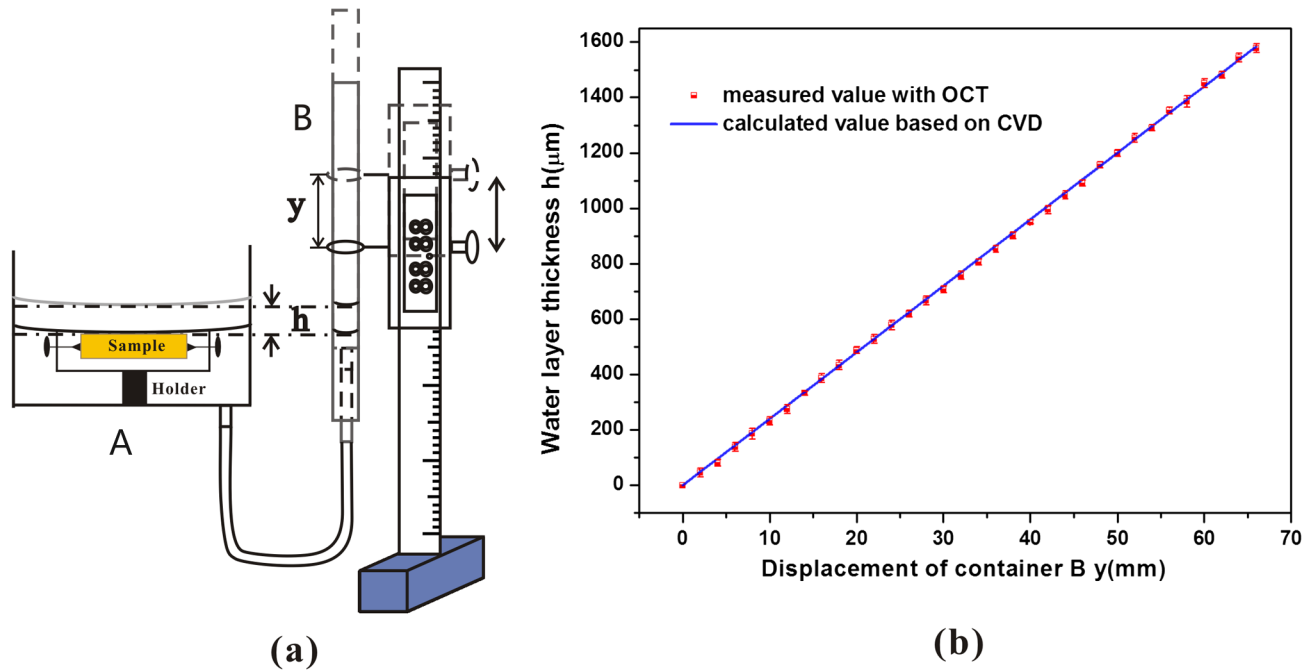 B
y
88.88
h
Sample
Holder
A
(a)
1600
1400
1200
1000
800
600
400
200
0
Water layer thickness h(μm)
measured value with OCT
calculated value based on CVD
0 10 20 30 40 50 60 70
Displacement of container B y(mm)
(b)